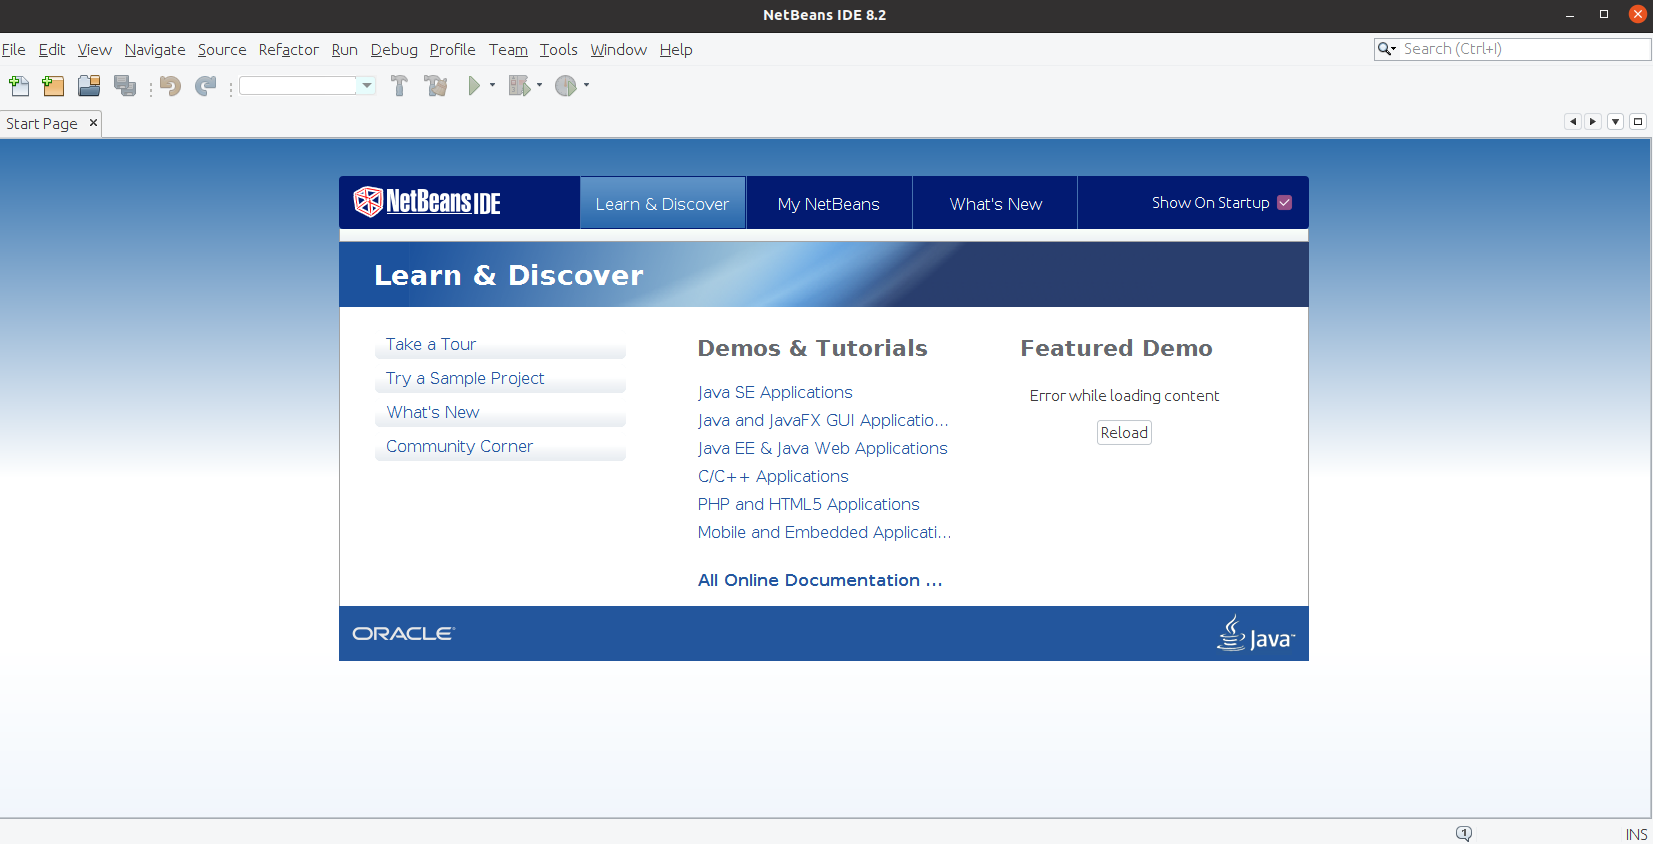 NetBeans IDE 8.2
File Edit View Navigate Source Refactor Run Debug Profile Team Tools Window Help
Search (Ctrl+I)
Start Page
NetBeans IDE
Learn & Discover
My NetBeans
What's New
Show On Startup
Learn & Discover
Take a Tour
Try a Sample Project
What's New
Community Corner
Demos & Tutorials
Java SE Applications
Java and JavaFX GUI Applicatio...
Java EE & Java Web Applications
C/C++ Applications
PHP and HTML5 Applications
Mobile and Embedded Applicati...
All Online Documentation ...
Featured Demo
Error while loading content
Reload
ORACLE
Java™
1
INS